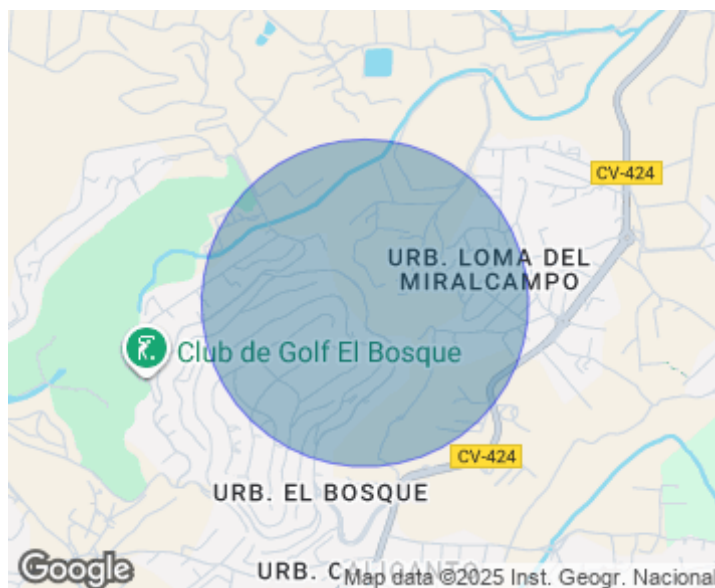 CV-424
URB. LOMA DEL
MIRALCAMPO
Club de Golf El Bosque
CV-424
URB. EL BOSQUE
Google
URB.
Map data ©2025 Inst. Geogr. Nacional